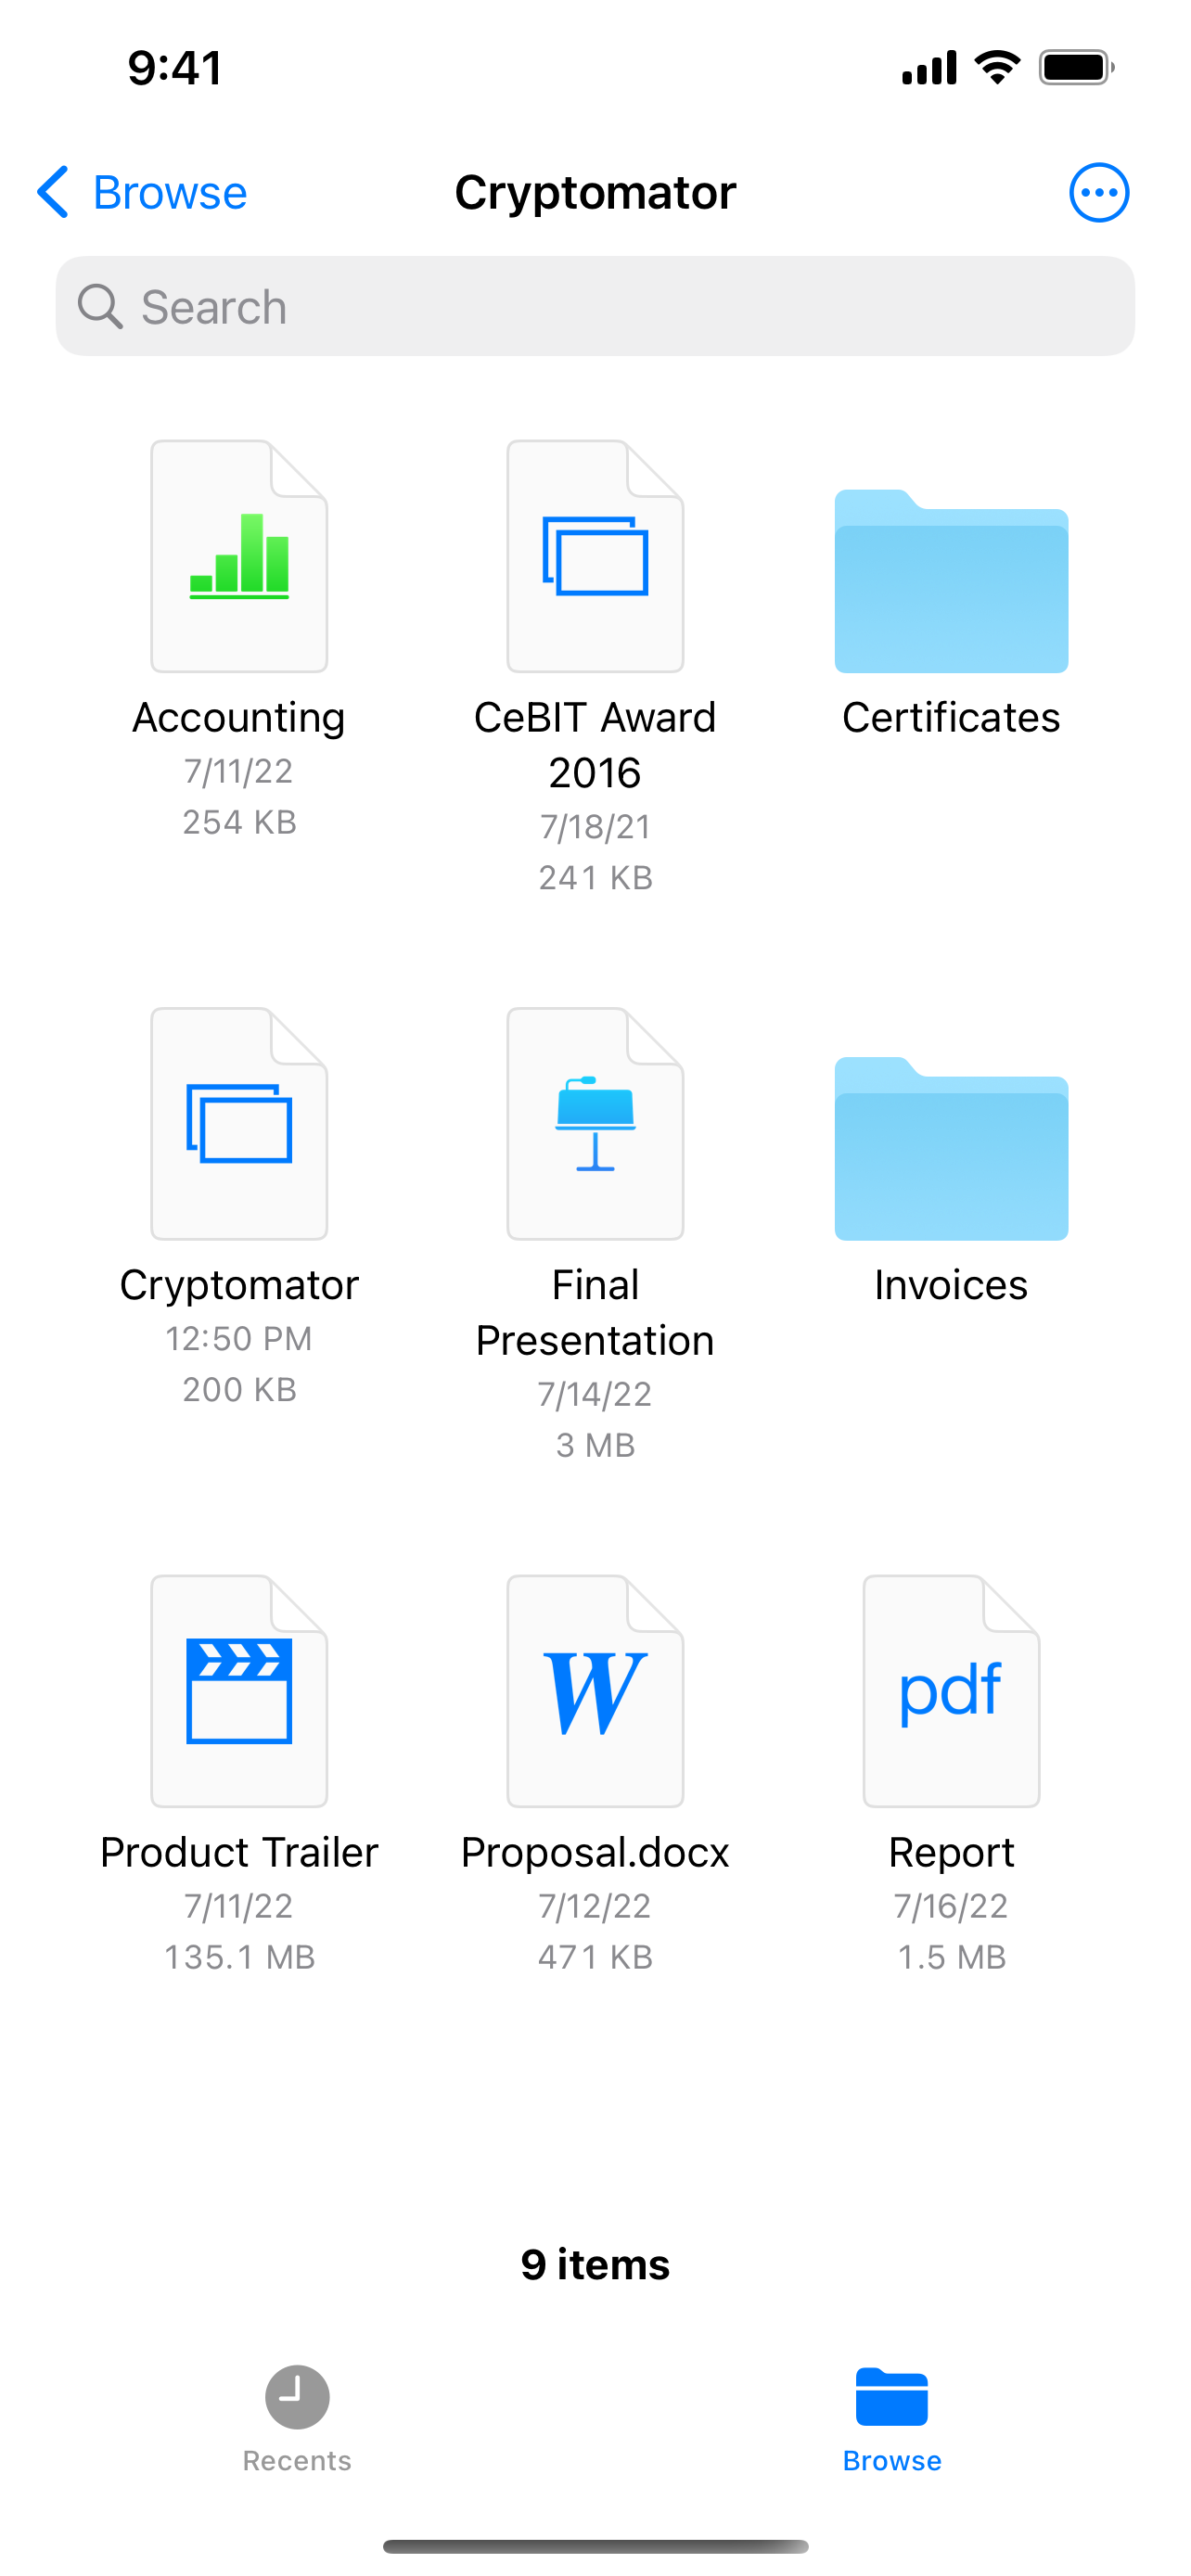 9:41
Browse
Cryptomator
Search
Accounting
7/11/22
254 KB
CeBIT Award
2016
7/18/21
241 KB
Certificates
Cryptomator
12:50 PM
200 KB
Final
Presentation
7/14/22
3 MB
Invoices
Product Trailer
7/11/22
135.1 MB
W
Proposal.docx
7/12/22
471 KB
pdf
Report
7/16/22
1.5 MB
9 items
Recents
Browse